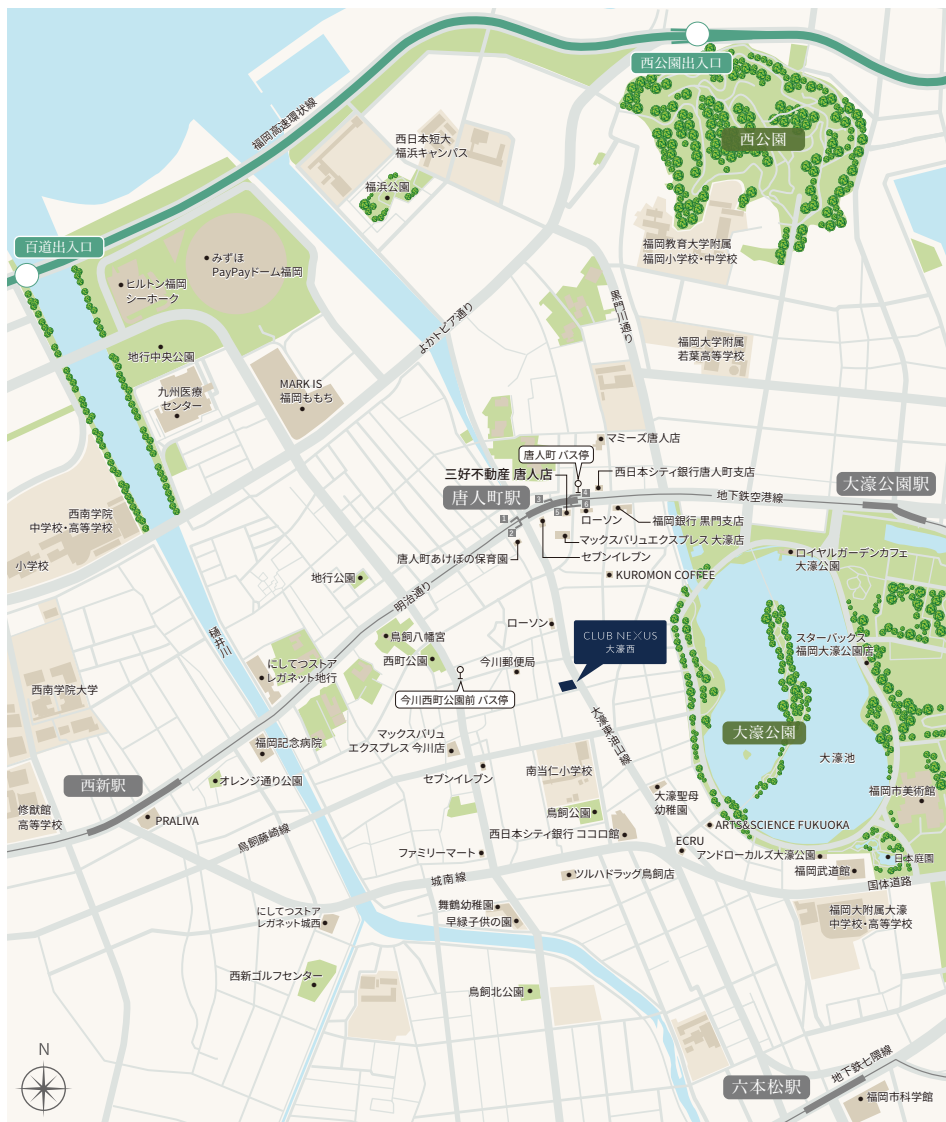 西公園出入口
福岡高速環状線
西日本短大
福浜キャンパス
西公園
福浜公園
百道出入口
福岡教育大学附属
福岡小学校・中学校
みずほ
PayPayドーム福岡
ヒルトン福岡
シーホーク
黒門川通り
よかトピア通り
地行中央公園
福岡大学附属
若葉高等学校
九州医療
センター
MARK IS
福岡ももち
マミーズ唐人店
唐人町 バス停
三好不動産 唐人店
西日本シティ銀行唐人町支店
唐人町駅
大濠公園駅
地下鉄空港線
1
2
3
4
5
6
ローソン
福岡銀行 黒門支店
西南学院
中学校・高等学校
小学校
マックスバリュエクスプレス 大濠店
セブンイレブン
唐人町あけぼの保育園
ロイヤルガーデンカフェ
大濠公園
地行公園
KUROMON COFFEE
明治通り
樋井川
ローソン
鳥飼八幡宮
CLUB NEXUS
大濠西
スターバックス
福岡大濠公園店
西町公園
今川郵便局
にしてつストア
レガネット地行
西南学院大学
今川西町公園前 バス停
大濠東油山線
大濠公園
マックスバリュ
エクスプレス 今川店
福岡記念病院
大濠池
セブンイレブン
南当仁小学校
西新駅
オレンジ通り公園
大濠聖母
幼稚園
福岡市美術館
修猷館
高等学校
PRALIVA
鳥飼公園
ARTS&SCIENCE FUKUOKA
鳥飼藤崎線
西日本シティ銀行 ココロ館
ECRU
ファミリーマート
アンドローカルズ大濠公園
日本庭園
城南線
ツルハドラッグ鳥飼店
福岡武道館
国体道路
にしてつストア
レガネット城西
舞鶴幼稚園
早緑子供の園
福岡大附属大濠
中学校・高等学校
西新ゴルフセンター
鳥飼北公園
N
六本松駅
地下鉄七隈線
福岡市科学館